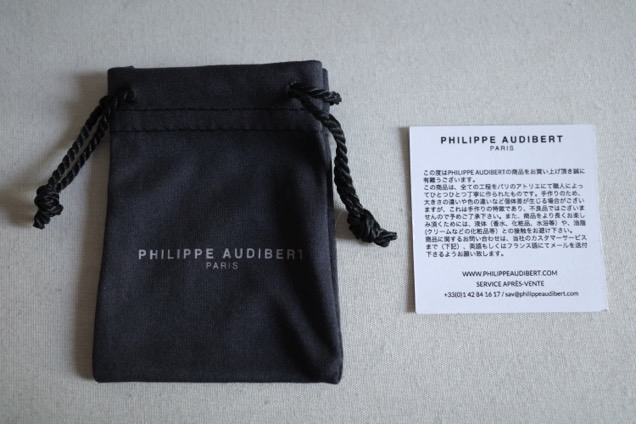 PHILIPPE AUDIBERT
PARIS
PHILIPPE AUDIBERT
PARIS
この度はPHILIPPE AUDIBERTの商品をお買い上げ頂き誠に
有難うございます。
この商品は、全ての工程をパリのアトリエにて職人によっ
てひとつひとつ丁寧に作られたものです。手作りのため、
大きさの違いや色の違いなど個体差が生じる場合がござい
ますが、これは手作りの特徴であり、不良品ではございま
せんので予めご了承下さい。また、商品をより長くお楽し
み頂くためには、液体（香水、化粧品、水浴等）や、油脂
(クリームなどの化粧品等）との接触をお避け下さい。
商品に関するお問い合わせは、当社のカスタマーサービス
まで（下記）、英語もしくはフランス語にてメールを送付
下さるようお願い致します。
WWW.PHILIPPEAUDIBERT.COM
SERVICE APRÈS-VENTE
+33(0)1 42 84 16 17 / sav@philippeaudibert.com